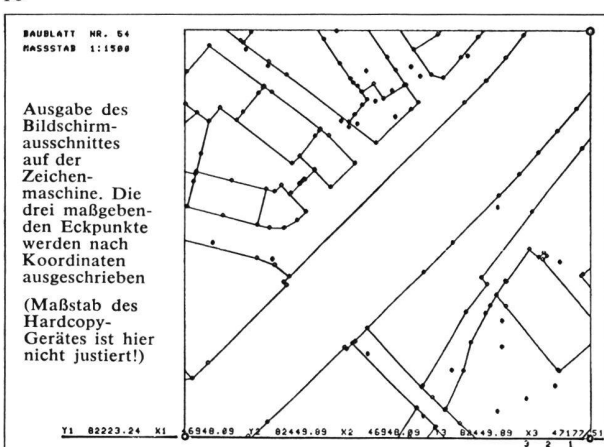 BAUBLATT NR. 54
MASSSTAB 1:1500
Ausgabe des
Bildschirm-
ausschnittes
auf der
Zeichen-
maschine. Die
drei maßgeben-
den Eckpunkte
werden nach
Koordinaten
ausgeschrieben
(Maßstab des
Hardcopy-
Gerätes ist hier
nicht justiert!)
Y1 82223.24 X1 46948.09 Y2 82449.09 X2 46948.09 Y3 82449.09 X3 47177.51
3 2 1